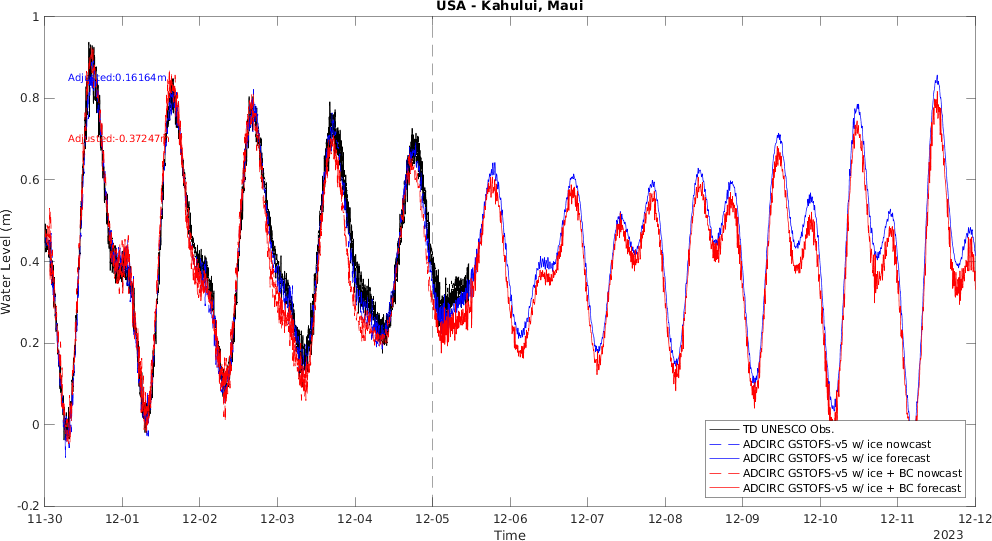 USA - Kahului, Maui
1
Adjusted:0.16164m
0.8
Adjusted:-0.37247m
0.6
Water Level (m)
0.4
0.2
0
-0.2
TD UNESCO Obs.
ADCIRC GSTOFS-v5 w/ ice nowcast
ADCIRC GSTOFS-v5 w/ ice forecast
ADCIRC GSTOFS-v5 w/ ice + BC nowcast
ADCIRC GSTOFS-v5 w/ ice + BC forecast
11-30 12-01 12-02 12-03 12-04 12-05 12-06 12-07 12-08 12-09 12-10 12-11 12-12
Time
2023